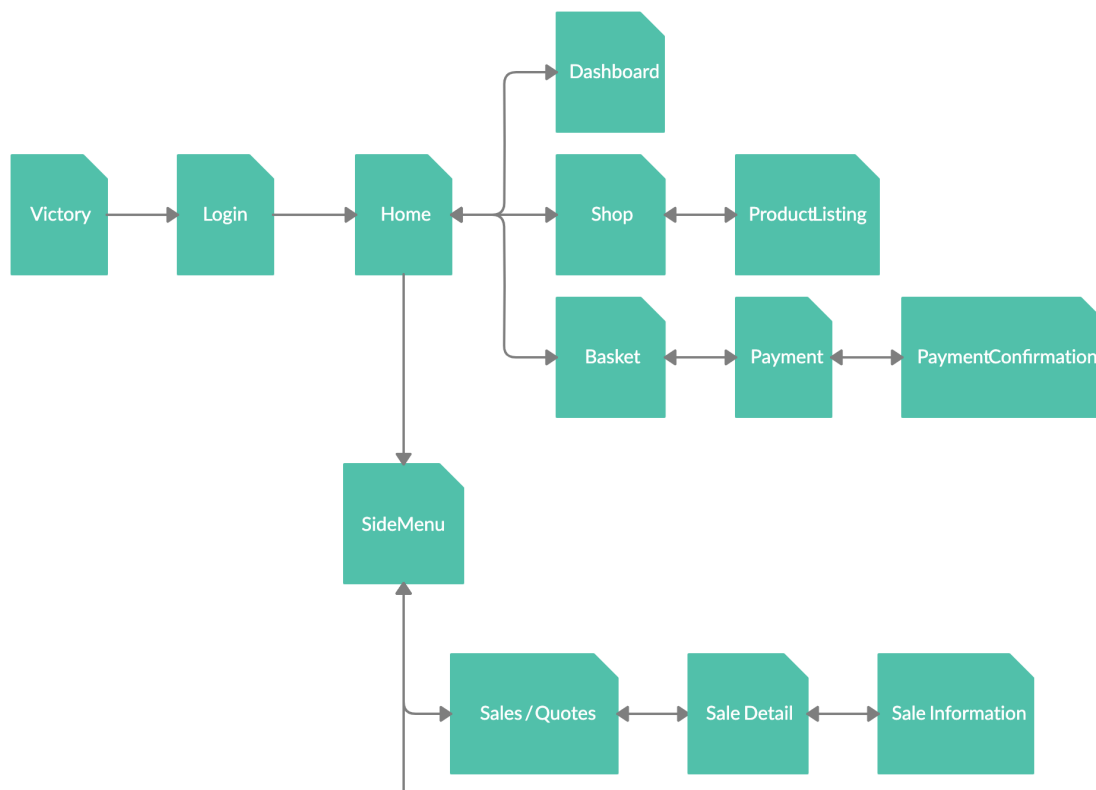 Dashboard
Victory
Login
Home
Shop
ProductListing
Basket
Payment
PaymentConfirmation
SideMenu
Sales / Quotes
Sale Detail
Sale Information